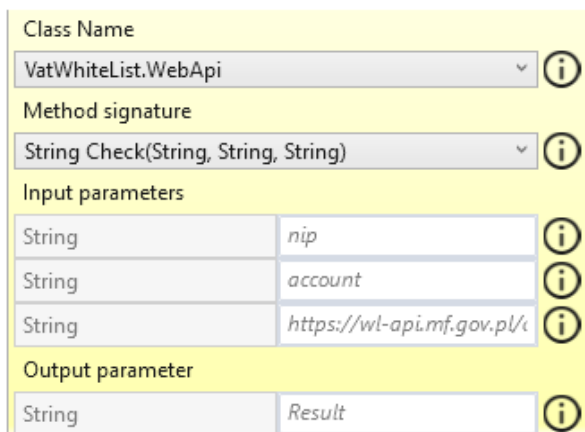 Class Name
VatWhiteList.WebApi
Method signature
String Check(String, String, String)
Input parameters
String nip
String account
String https://wl-api.mf.gov.pl/
Output parameter
String Result